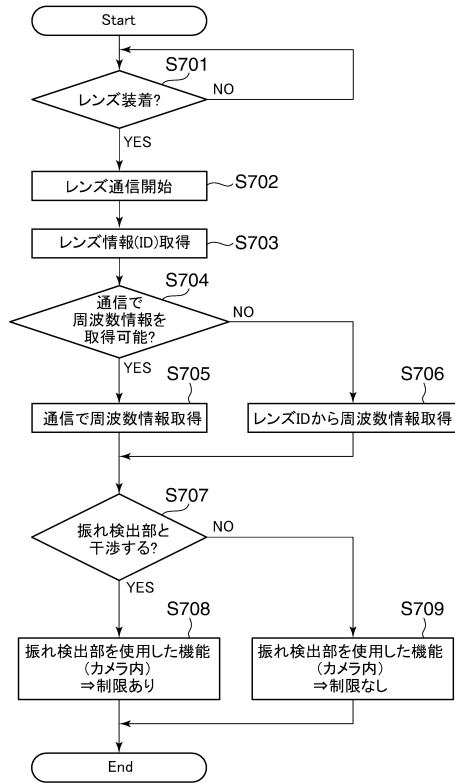 Start
S701
レンズ装着?
NO
YES
レンズ通信開始
S702
レンズ情報(ID)取得
S703
S704
通信で
周波数情報を
取得可能?
NO
YES
S705
通信で周波数情報取得
S706
レンズIDから周波数情報取得
S707
振れ検出部と
干渉する?
NO
YES
S708
振れ検出部を使用した機能
(カメラ内)
⇒制限あり
S709
振れ検出部を使用した機能
(カメラ内)
⇒制限なし
End